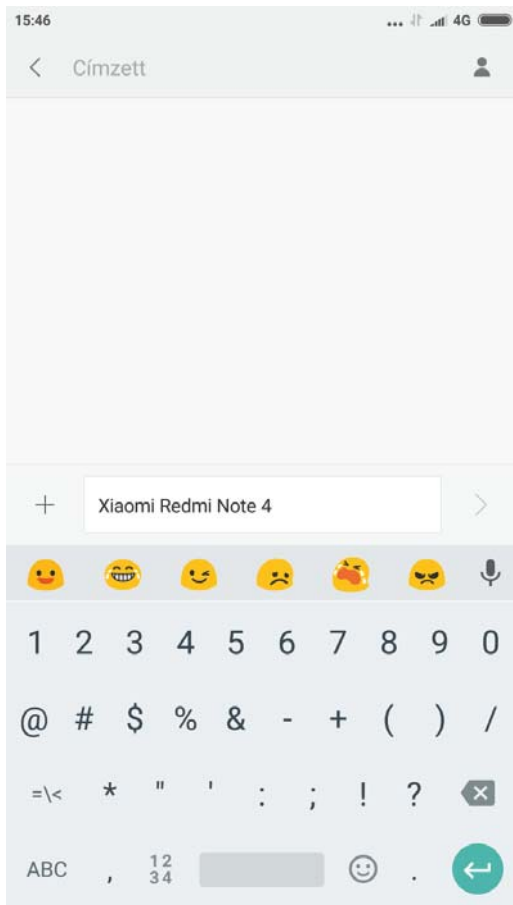 15:46 ... 4G
Címzett
Xiaomi Redmi Note 4
1 2 3 4 5 6 7 8 9 0
@ # $ % & - + ( ) /
=\< * " ' : ; ! ?
ABC , 12 34 .